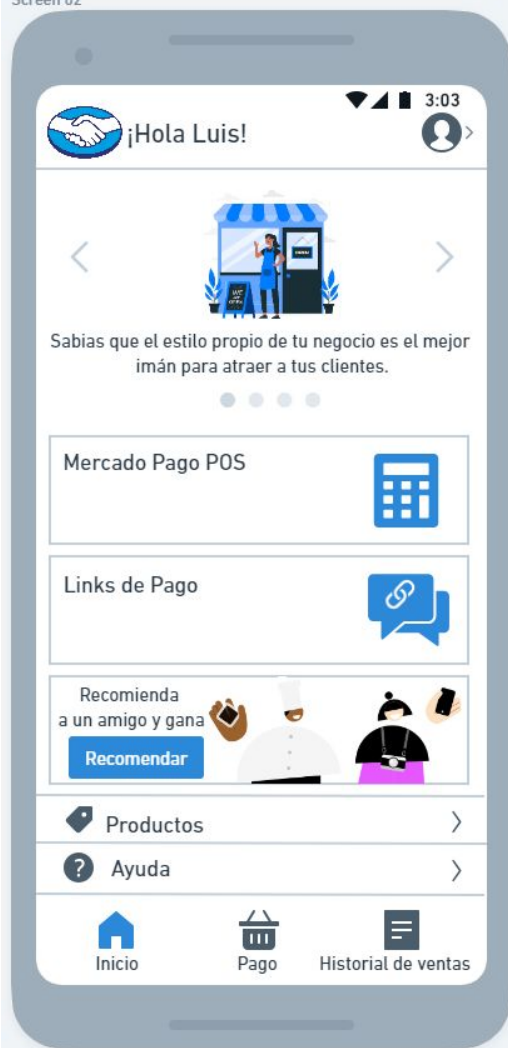 Screen 02
3:03
¡Hola Luis!
Sabias que el estilo propio de tu negocio es el mejor
imán para atraer a tus clientes.
Mercado Pago POS
Links de Pago
Recomienda
a un amigo y gana
Recomendar
Productos
Ayuda
Inicio
Pago
Historial de ventas